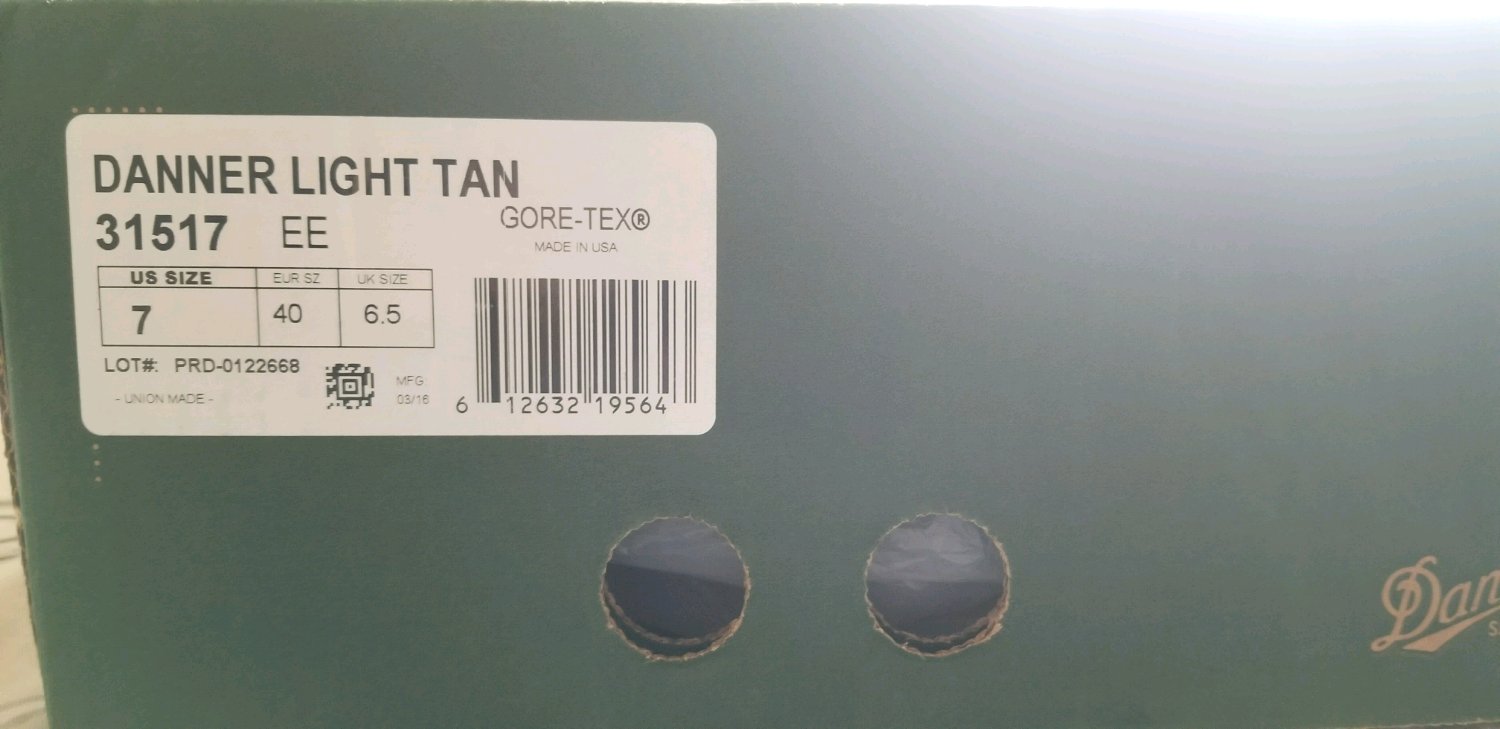 DANNER LIGHT TAN
31517 EE
GORE-TEX®
MADE IN USA
US SIZE EUR SZ UK SIZE
7 40 6.5
LOT#: PRD-0122668
- UNION MADE -
MFG:
03/16
6 12632 19564
Dan